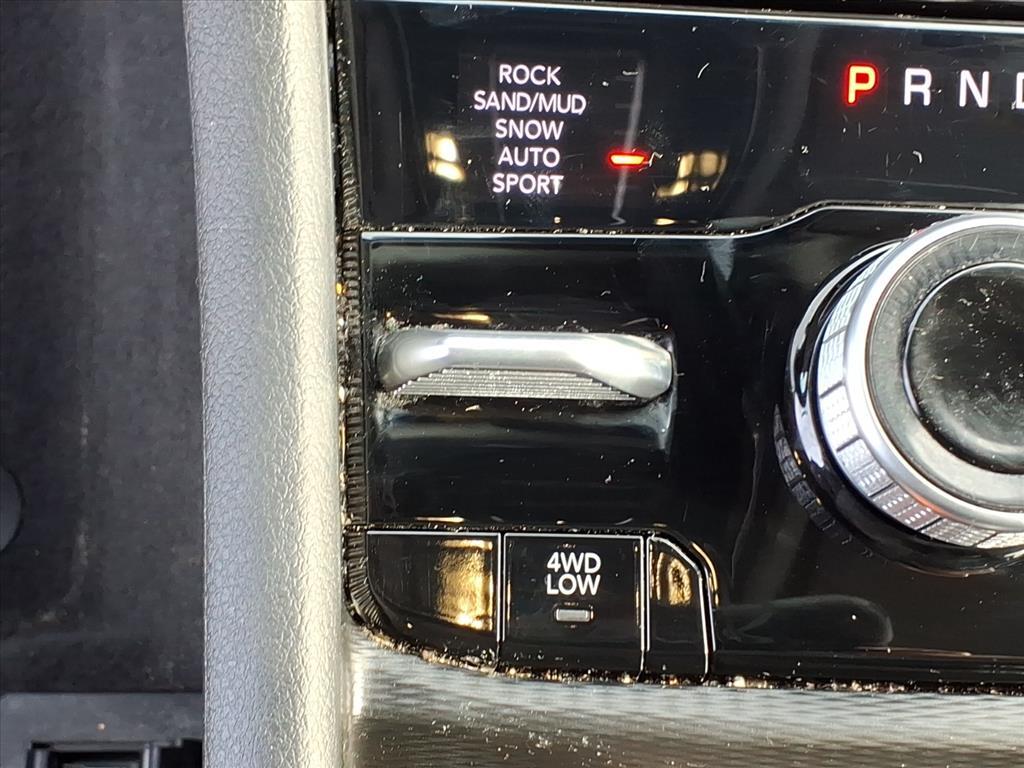 ROCK
SAND/MUD
SNOW
AUTO
SPORT
P R N D
4WD
LOW